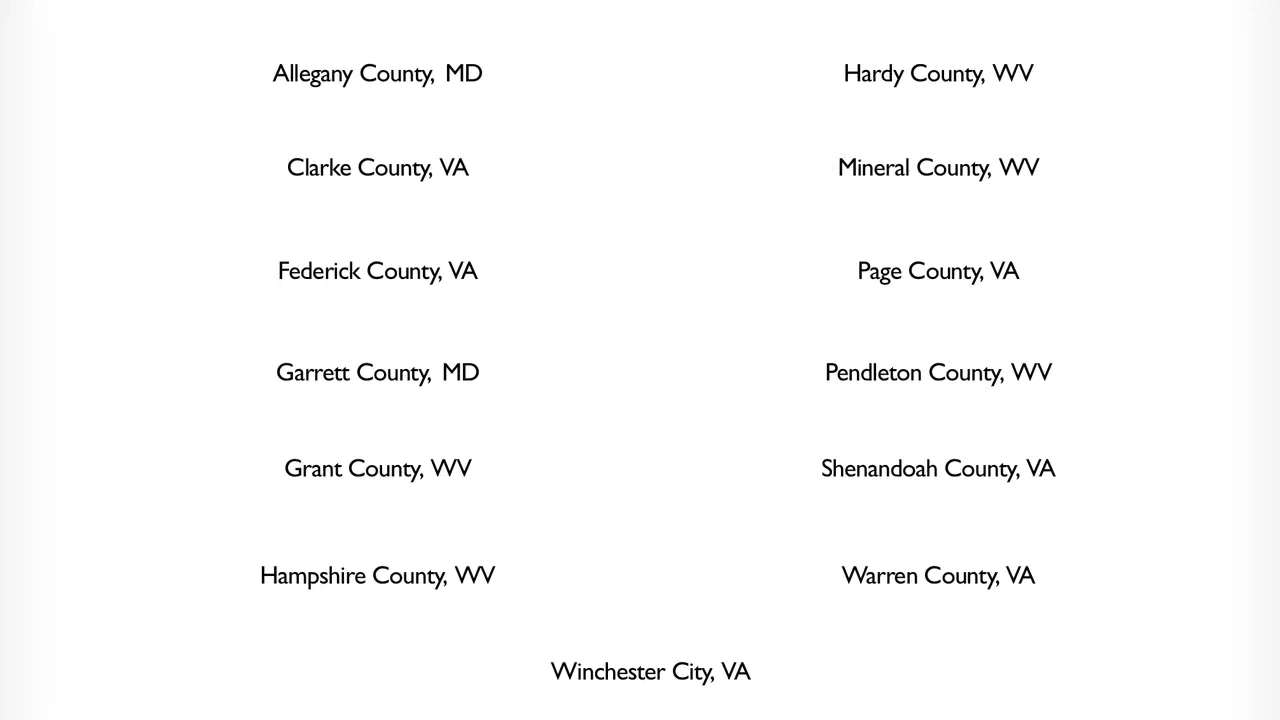 Allegany County, MD
Clarke County, VA
Federick County, VA
Garrett County, MD
Grant County, WV
Hampshire County, WV
Hardy County, WV
Mineral County, WV
Page County, VA
Pendleton County, WV
Shenandoah County, VA
Warren County, VA
Winchester City, VA